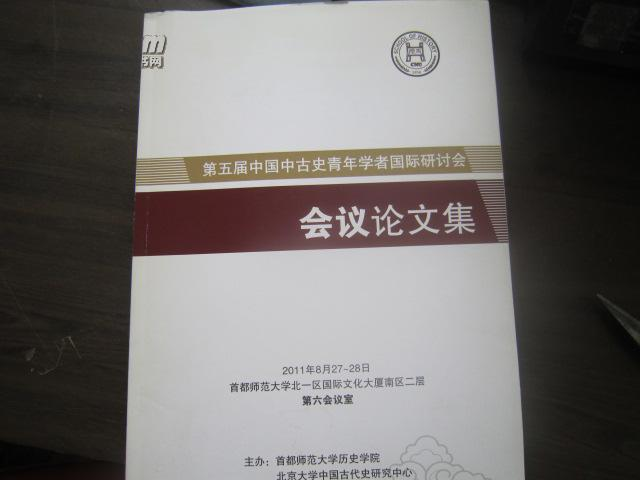 SCHOOL OF HISTORY
CNU
第五届中国中古史青年学者国际研讨会
会议论文集
2011年8月27~28日
首都师范大学北一区国际文化大厦南区二层
第六会议室
主办：首都师范大学历史学院
北京大学中国古代史研究中心